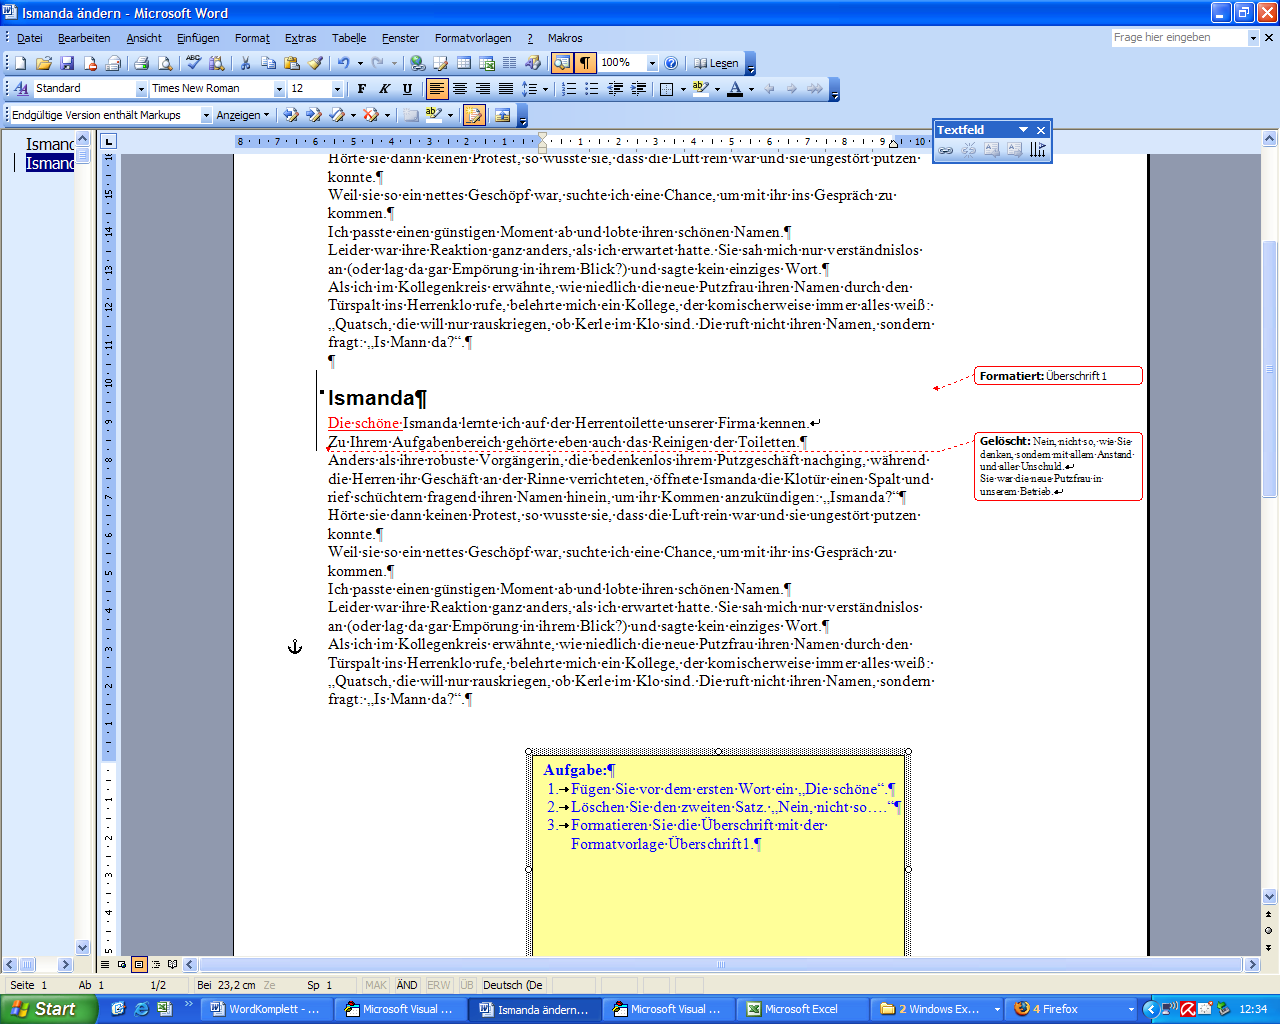 Ismanda ändern - Microsoft Word
Datei Bearbeiten Ansicht Einfügen Format Extras Tabelle Fenster Formatvorlagen ? Makros Frage hier eingeben
100% Lesen
Standard Times New Roman 12 F K U
Endgültige Version enthält Markups Anzeigen
Textfeld
8 7 6 5 4 3 2 1 1 2 3 4 5 6 7 8 9 10
Ismand
Ismand
Hörte sie dann keinen Protest, so wusste sie, dass die Luft rein war und sie ungestört putzen
konnte.¶
Weil sie so ein nettes Geschöpf war, suchte ich eine Chance, um mit ihr ins Gespräch zu
kommen.¶
Ich passte einen günstigen Moment ab und lobte ihren schönen Namen.¶
Leider war ihre Reaktion ganz anders, als ich erwartet hatte. Sie sah mich nur verständnislos
an (oder lag da gar Empörung in ihrem Blick?) und sagte kein einziges Wort.¶
Als ich im Kollegenkreis erwähnte, wie niedlich die neue Putzfrau ihren Namen durch den
Türspalt ins Herrenklo rufe, belehrte mich ein Kollege, der komischerweise immer alles weiß:
„Quatsch, die will nur rauskriegen, ob Kerle im Klo sind. Die ruft nicht ihren Namen, sondern
fragt: „Is Mann da?“.¶
¶
Formatiert: Überschrift 1
Ismanda¶
Die schöne Ismanda lernte ich auf der Herrentoilette unserer Firma kennen.↵
Zu Ihrem Aufgabenbereich gehörte eben auch das Reinigen der Toiletten.¶
Gelöscht: Nein, nicht so, wie Sie
denken, sondern mit allem Anstand
und aller Unschuld.↵
Sie war die neue Putzfrau in
unserem Betrieb.↵
Anders als ihre robuste Vorgängerin, die bedenkenlos ihrem Putzgeschäft nachging, während
die Herren ihr Geschäft an der Rinne verrichteten, öffnete Ismanda die Klotür einen Spalt und
rief schüchtern fragend ihren Namen hinein, um ihr Kommen anzukündigen: „Ismanda?“¶
Hörte sie dann keinen Protest, so wusste sie, dass die Luft rein war und sie ungestört putzen
konnte.¶
Weil sie so ein nettes Geschöpf war, suchte ich eine Chance, um mit ihr ins Gespräch zu
kommen.¶
Ich passte einen günstigen Moment ab und lobte ihren schönen Namen.¶
Leider war ihre Reaktion ganz anders, als ich erwartet hatte. Sie sah mich nur verständnislos
an (oder lag da gar Empörung in ihrem Blick?) und sagte kein einziges Wort.¶
Als ich im Kollegenkreis erwähnte, wie niedlich die neue Putzfrau ihren Namen durch den
Türspalt ins Herrenklo rufe, belehrte mich ein Kollege, der komischerweise immer alles weiß:
„Quatsch, die will nur rauskriegen, ob Kerle im Klo sind. Die ruft nicht ihren Namen, sondern
fragt: „Is Mann da?“.¶
Aufgabe:¶
1.→Fügen Sie vor dem ersten Wort ein „Die schöne“.¶
2.→Löschen Sie den zweiten Satz. „Nein, nicht so….“¶
3.→Formatieren Sie die Überschrift mit der
Formatvorlage Überschrift1.¶
Seite 1 Ab 1 1/2 Bei 23,2 cm Ze Sp 1 MAK ÄND ERW ÜB Deutsch (De
Start WordKomplett - ... Microsoft Visual ... Ismanda ändern... Microsoft Visual ... Microsoft Excel 2 Windows Ex... 4 Firefox 12:34